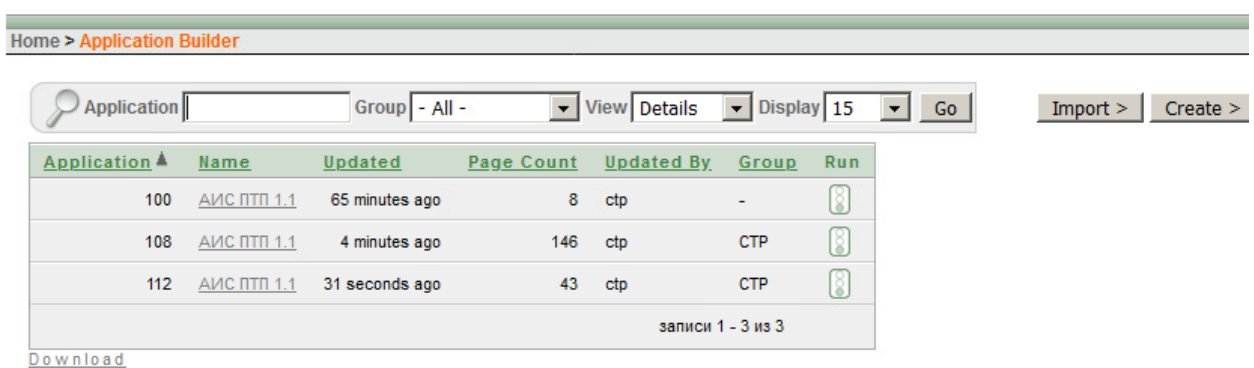 Home > Application Builder
Application Group - All - View Details Display 15 Go Import > Create >
Application Name Updated Page Count Updated By Group Run
100 АИС ПТП 1.1 65 minutes ago 8 ctp -
108 АИС ПТП 1.1 4 minutes ago 146 ctp CTP
112 АИС ПТП 1.1 31 seconds ago 43 ctp CTP
записи 1 - 3 из 3
Download